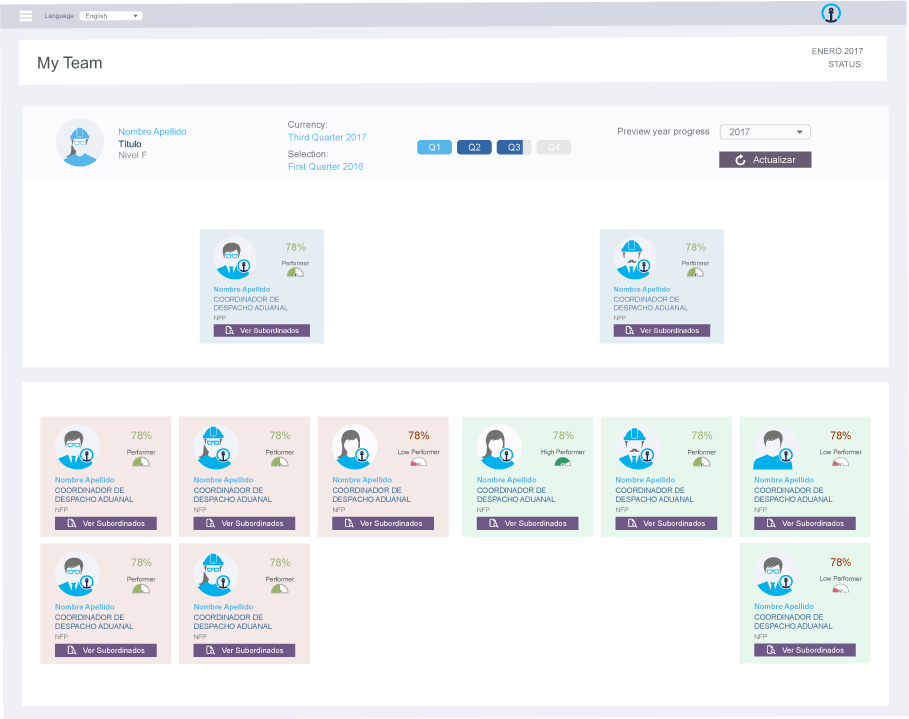 Language English
ENERO 2017
My Team
STATUS:
Nombre Apellido
Título
Nivel F
Currency:
Third Quarter 2017
Selection:
First Quarter 2016
Q1 Q2 Q3 Q4
Preview year progress 2017
Actualizar
78%
Performer
Nombre Apellido
COORDINADOR DE
DESPACHO ADUANAL
NFP
Ver Subordinados
78%
Performer
Nombre Apellido
COORDINADOR DE
DESPACHO ADUANAL
NFP
Ver Subordinados
78%
Performer
Nombre Apellido
COORDINADOR DE
DESPACHO ADUANAL
NFP
Ver Subordinados
78%
Performer
Nombre Apellido
COORDINADOR DE
DESPACHO ADUANAL
NFP
Ver Subordinados
78%
Low Performer
Nombre Apellido
COORDINADOR DE
DESPACHO ADUANAL
NFP
Ver Subordinados
78%
High Performer
Nombre Apellido
COORDINADOR DE
DESPACHO ADUANAL
NFP
Ver Subordinados
78%
Performer
Nombre Apellido
COORDINADOR DE
DESPACHO ADUANAL
NFP
Ver Subordinados
78%
Low Performer
Nombre Apellido
COORDINADOR DE
DESPACHO ADUANAL
NFP
Ver Subordinados
78%
Performer
Nombre Apellido
COORDINADOR DE
DESPACHO ADUANAL
NFP
Ver Subordinados
78%
Performer
Nombre Apellido
COORDINADOR DE
DESPACHO ADUANAL
NFP
Ver Subordinados
78%
Low Performer
Nombre Apellido
COORDINADOR DE
DESPACHO ADUANAL
NFP
Ver Subordinados